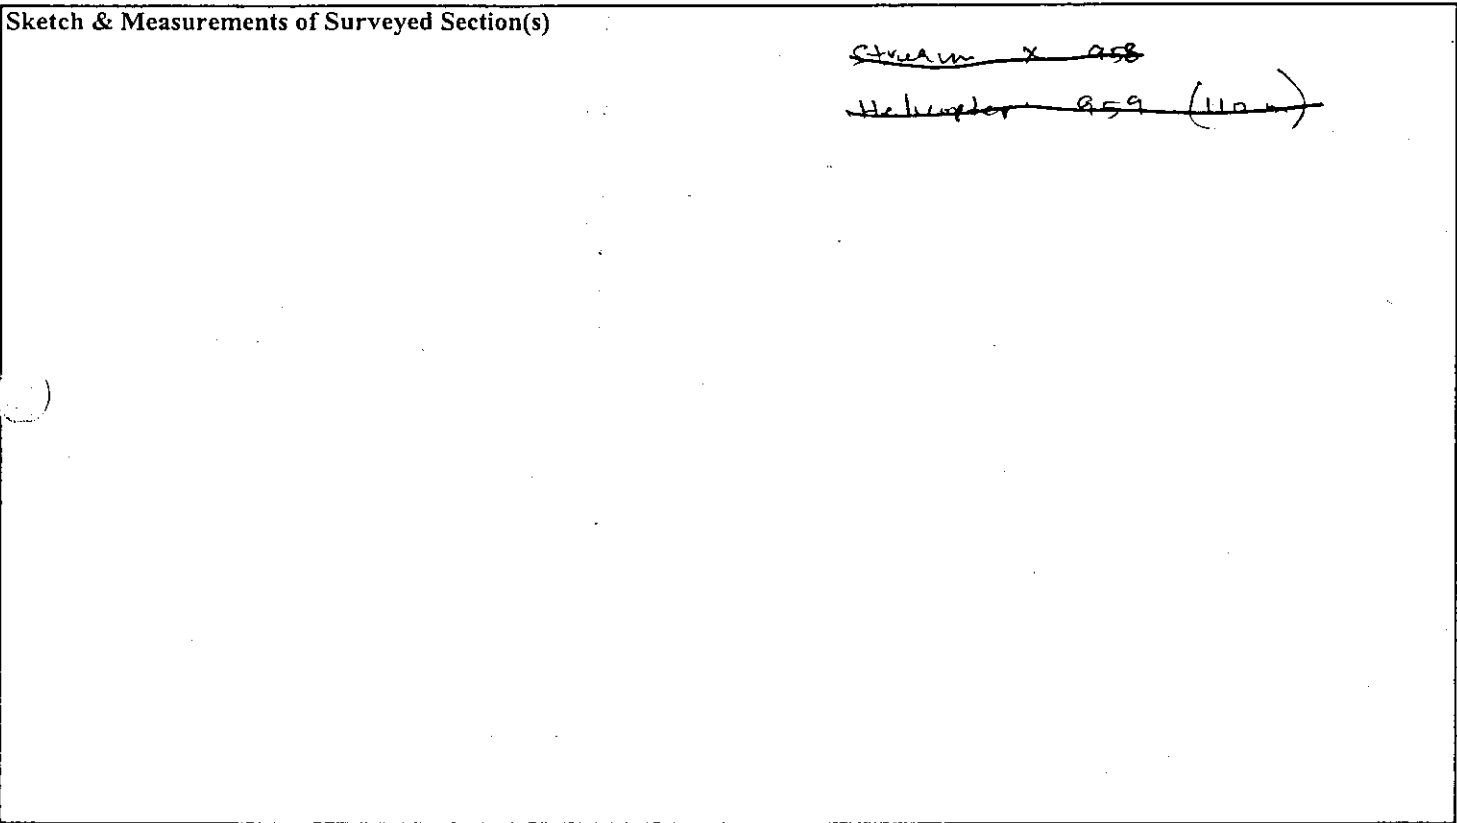 Sketch & Measurements of Surveyed Section(s)
Stream x 958
Helicopter 959 (110 m)